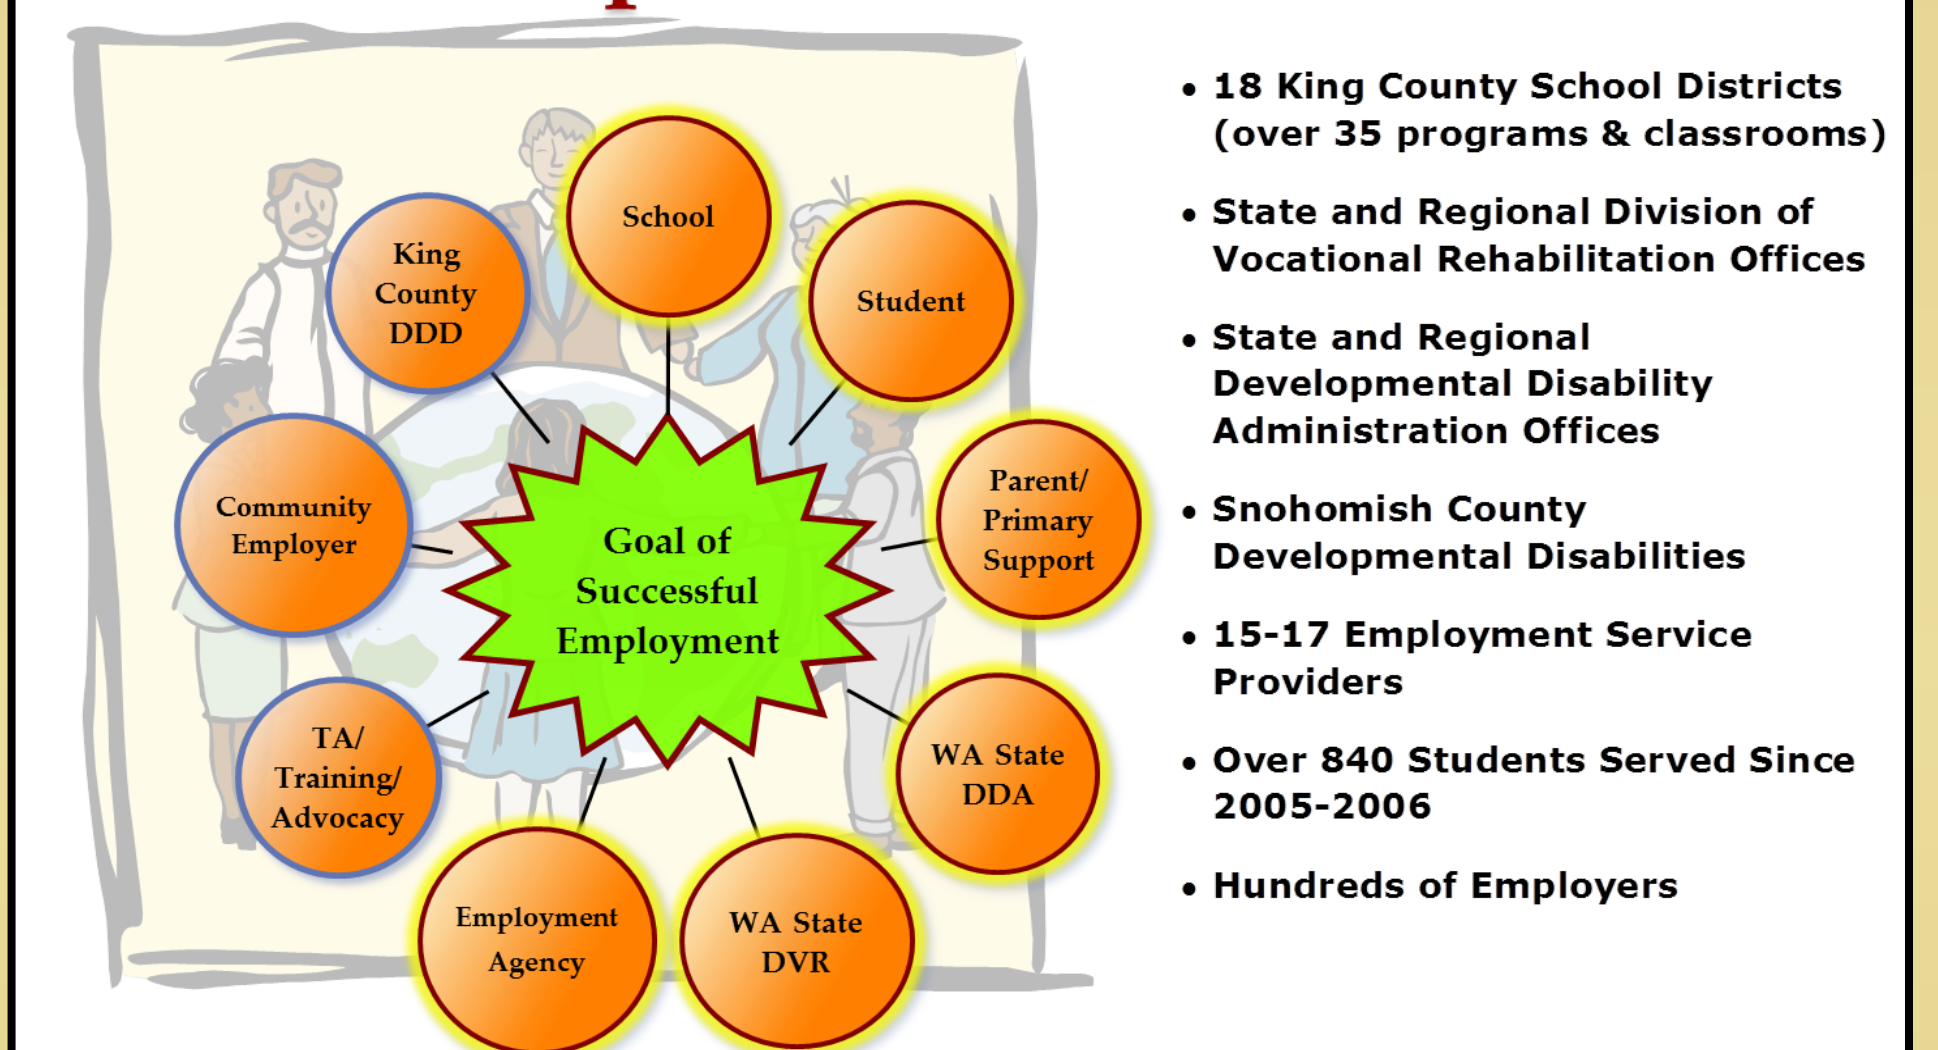 School
King
County
DDD
Student
Community
Employer
Parent/
Primary
Support
Goal of
Successful
Employment
TA/
Training/
Advocacy
WA State
DDA
Employment
Agency
WA State
DVR
• 18 King County School Districts
(over 35 programs & classrooms)
• State and Regional Division of
Vocational Rehabilitation Offices
• State and Regional
Developmental Disability
Administration Offices
• Snohomish County
Developmental Disabilities
• 15-17 Employment Service
Providers
• Over 840 Students Served Since
2005-2006
• Hundreds of Employers